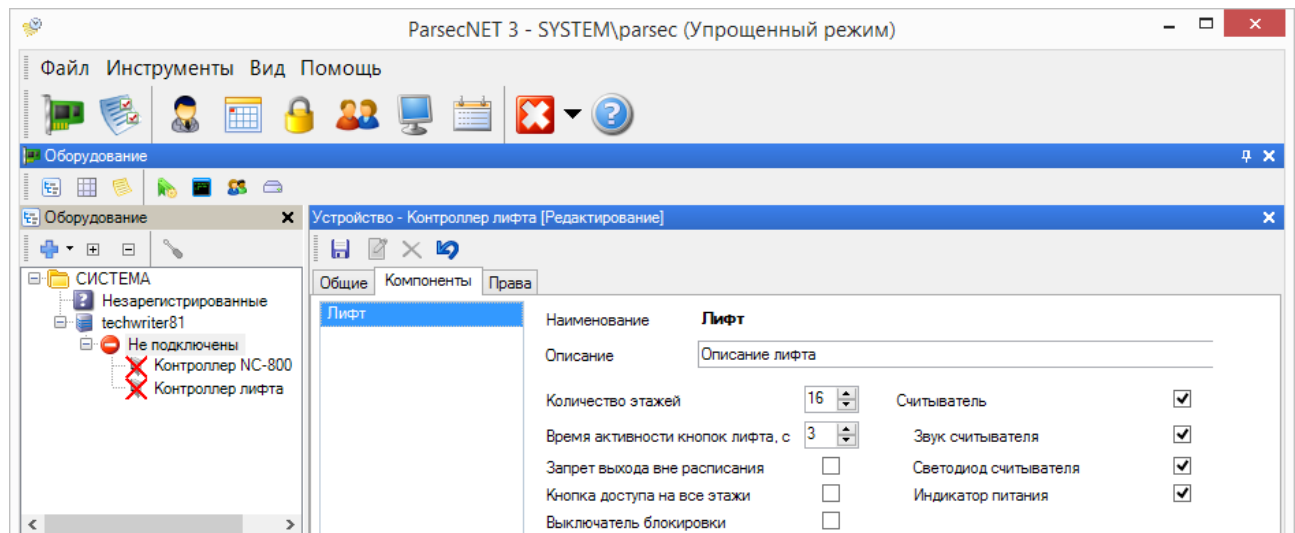 ParsecNET 3 - SYSTEM\parsec (Упрощенный режим)
Файл Инструменты Вид Помощь
Оборудование
Оборудование
Устройство - Контроллер лифта [Редактирование]
СИСТЕМА
Незарегистрированные
techwriter81
Не подключены
Контроллер NC-800
Контроллер лифта
Общие Компоненты Права
Лифт
Наименование Лифт
Описание Описание лифта
Количество этажей 16 Считыватель
Время активности кнопок лифта, с 3 Звук считывателя
Запрет выхода вне расписания Светодиод считывателя
Кнопка доступа на все этажи Индикатор питания
Выключатель блокировки